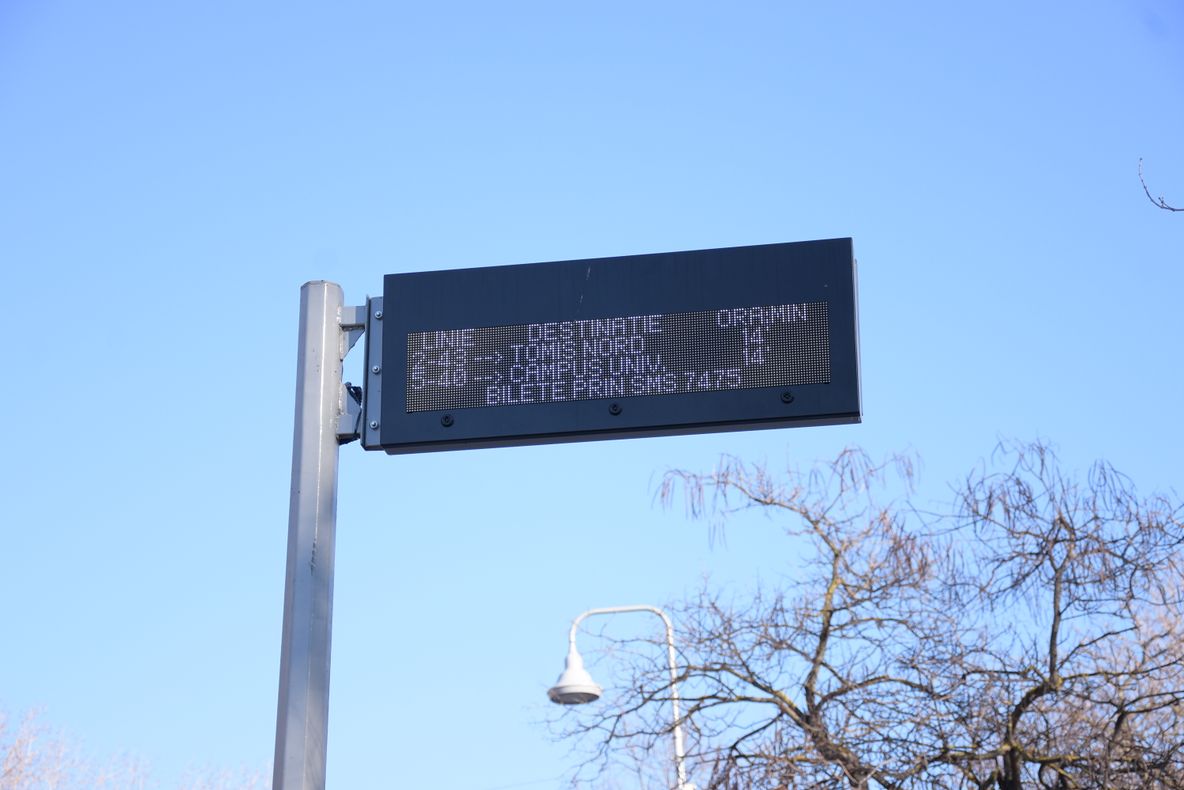 LINIE DESTINATIE ORA:MIN
2-43 --> TOMIS NORD 14
5-40 --> CAMPUS UNIV. 14
BILETE PRIN SMS 7475